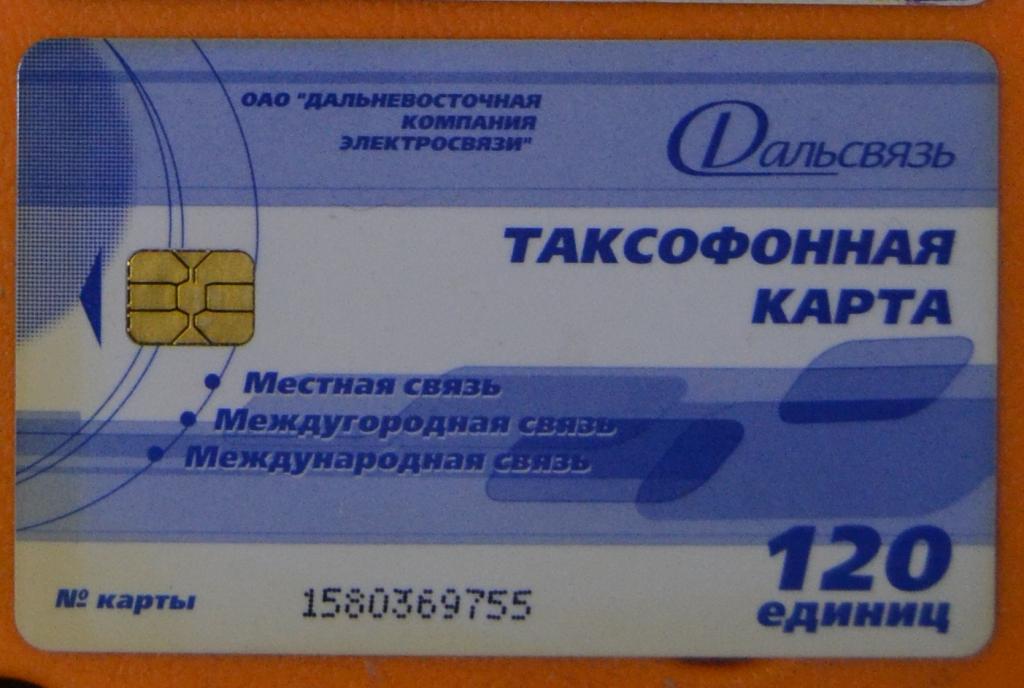 ОАО "ДАЛЬНЕВОСТОЧНАЯ
КОМПАНИЯ
ЭЛЕКТРОСВЯЗИ"
Дальсвязь
ТАКСОФОННАЯ
КАРТА
Местная связь
Междугородная связь
Международная связь
120
единиц
№ карты 1580369755